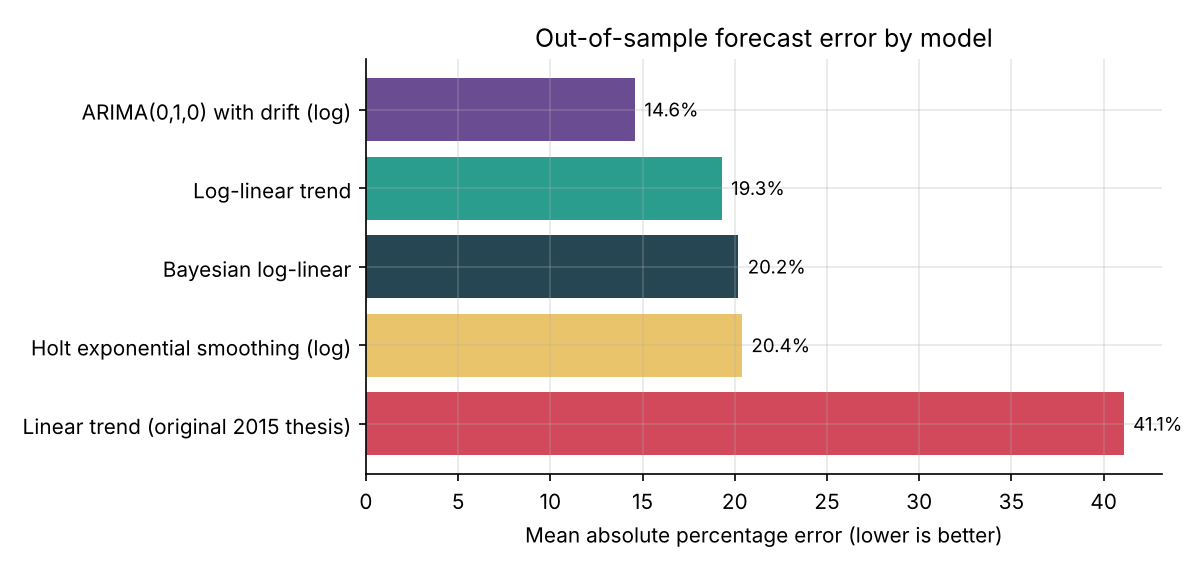 Out-of-sample forecast error by model
ARIMA(0,1,0) with drift (log)
14.6%
Log-linear trend
19.3%
Bayesian log-linear
20.2%
Holt exponential smoothing (log)
20.4%
Linear trend (original 2015 thesis)
41.1%
0 5 10 15 20 25 30 35 40
Mean absolute percentage error (lower is better)